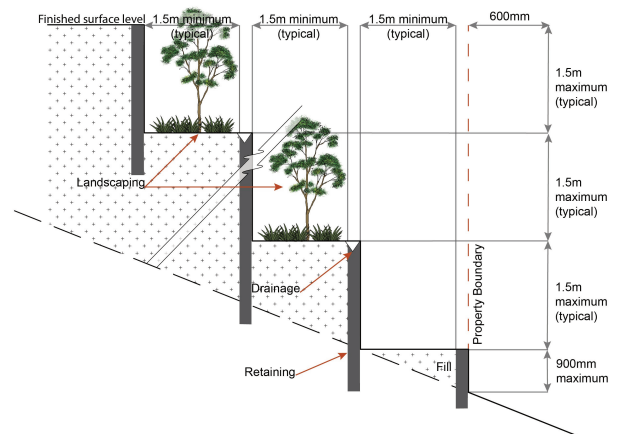 Finished surface level
1.5m minimum
(typical)
1.5m minimum
(typical)
1.5m minimum
(typical)
600mm
1.5m
maximum
(typical)
Landscaping
1.5m
maximum
(typical)
Drainage
Property Boundary
1.5m
maximum
(typical)
Retaining
Fill
900mm
maximum